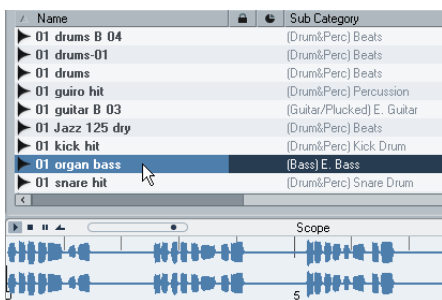 Name Sub Category
01 drums B 04 (Drum&Perc) Beats
01 drums-01 (Drum&Perc) Beats
01 drums (Drum&Perc) Beats
01 guiro hit (Drum&Perc) Percussion
01 guitar B 03 (Guitar/Plucked) E. Guitar
01 Jazz 125 dry (Drum&Perc) Beats
01 kick hit (Drum&Perc) Kick Drum
01 organ bass (Bass) E. Bass
01 snare hit (Drum&Perc) Snare Drum
Scope
0 5